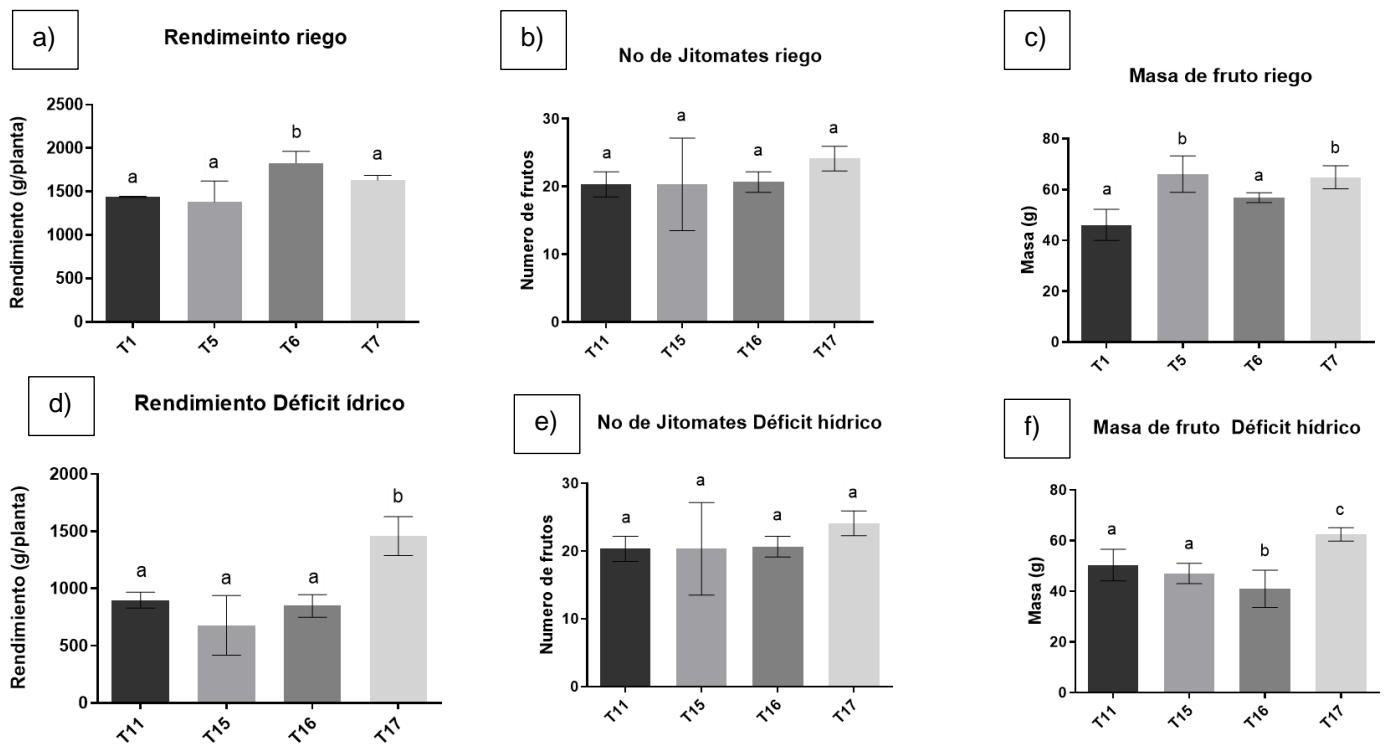 a)
Rendimeinto riego
Rendimiento (g/planta)
2500
2000
1500
1000
500
0
a
a
b
a
T1
T5
T6
T7
b)
No de Jitomates riego
Numero de frutos
30
20
10
0
a
a
a
a
T11
T15
T16
T17
c)
Masa de fruto riego
Masa (g)
80
60
40
20
0
a
b
a
b
T1
T5
T6
T7
d)
Rendimiento Déficit ídrico
Rendimiento (g/planta)
2000
1500
1000
500
0
a
a
a
b
T11
T15
T16
T17
e)
No de Jitomates Déficit hídrico
Numero de frutos
30
20
10
0
a
a
a
a
T11
T15
T16
T17
f)
Masa de fruto Déficit hídrico
Masa (g)
80
60
40
20
0
a
a
b
c
T11
T15
T16
T17